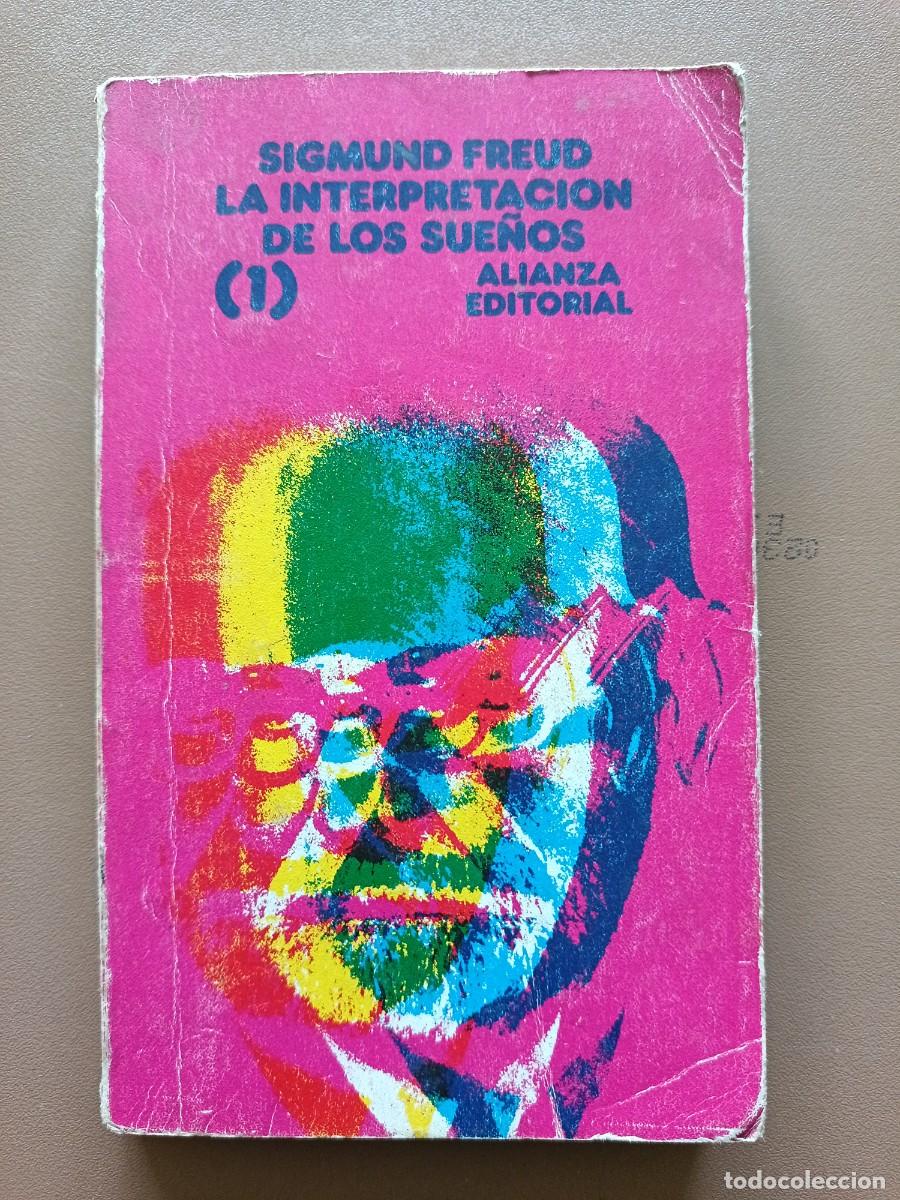 SIGMUND FREUD
LA INTERPRETACION
DE LOS SUEÑOS
(1) ALIANZA
EDITORIAL
todocoleccion